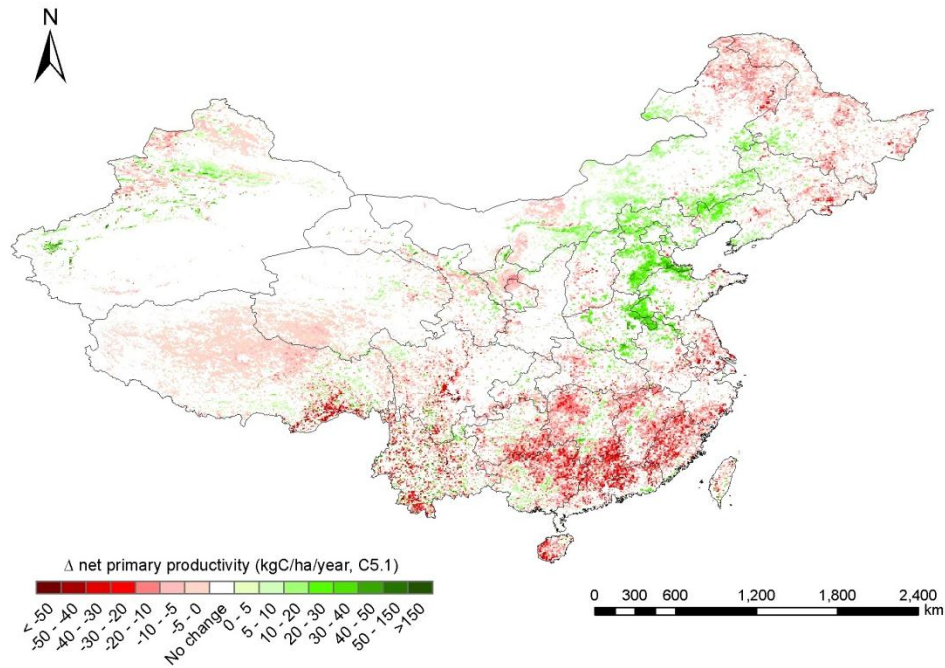 N
Δ net primary productivity (kgC/ha/year, C5.1)
< -50
-50 - -40
-40 - -30
-30 - -20
-20 - -10
-10 - -5
-5 - 0
No change
0 - 5
5 - 10
10 - 20
20 - 30
30 - 40
40 - 50
50 - 150
>150
0 300 600 1,200 1,800 2,400
km